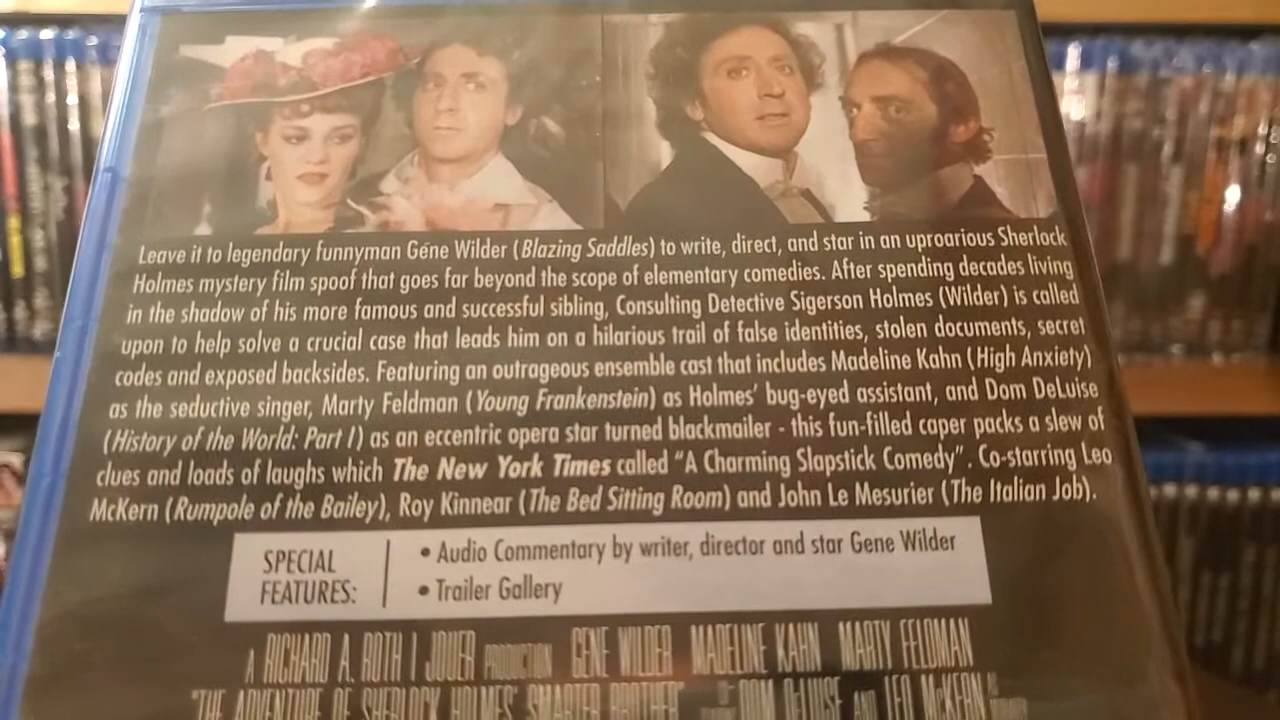 Leave it to legendary funnyman Gene Wilder (Blazing Saddles) to write, direct, and star in an uproarious Sherlock
Holmes mystery film spoof that goes far beyond the scope of elementary comedies. After spending decades living
in the shadow of his more famous and successful sibling, Consulting Detective Sigerson Holmes (Wilder) is called
upon to help solve a crucial case that leads him on a hilarious trail of false identities, stolen documents, secret
codes and exposed backsides. Featuring an outrageous ensemble cast that includes Madeline Kahn (High Anxiety)
as the seductive singer, Marty Feldman (Young Frankenstein) as Holmes' bug-eyed assistant, and Dom DeLuise
(History of the World: Part I) as an eccentric opera star turned blackmailer - this fun-filled caper packs a slew of
clues and loads of laughs which The New York Times called "A Charming Slapstick Comedy". Co-starring Leo
McKern (Rumpole of the Bailey), Roy Kinnear (The Bed Sitting Room) and John Le Mesurier (The Italian Job).
SPECIAL FEATURES:
• Audio Commentary by writer, director and star Gene Wilder
• Trailer Gallery
A RICHARD A. ROTH / JOUER PRODUCTION GENE WILDER MADELINE KAHN MARTY FELDMAN
"THE ADVENTURE OF SHERLOCK HOLMES' SMARTER BROTHER" DOM DeLUISE AND LEO McKERN